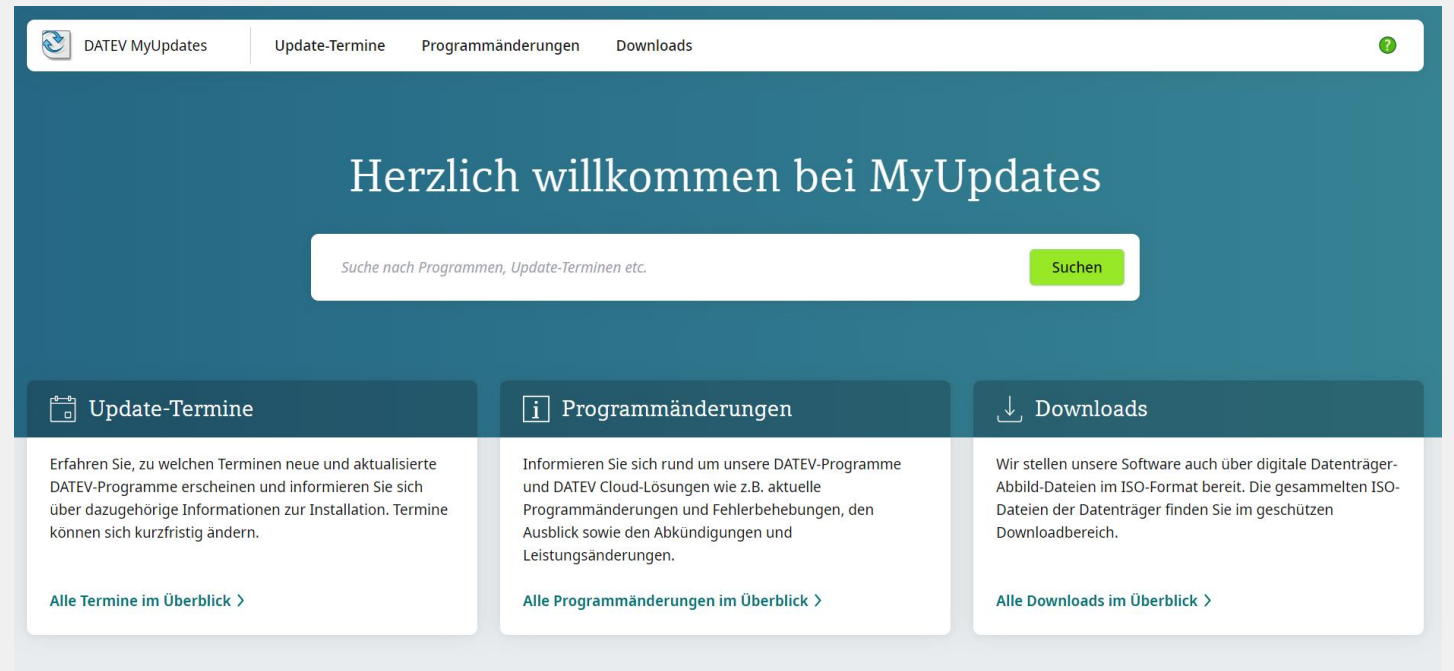 DATEV MyUpdates
Update-Termine
Programmänderungen
Downloads
?
Herzlich willkommen bei MyUpdates
Suche nach Programmen, Update-Terminen etc.
Suchen
Update-Termine
Erfahren Sie, zu welchen Terminen neue und aktualisierte
DATEV-Programme erscheinen und informieren Sie sich
über dazugehörige Informationen zur Installation. Termine
können sich kurzfristig ändern.
Alle Termine im Überblick
i Programmänderungen
Informieren Sie sich rund um unsere DATEV-Programme
und DATEV Cloud-Lösungen wie z.B. aktuelle
Programmänderungen und Fehlerbehebungen, den
Ausblick sowie den Abkündigungen und
Leistungsänderungen.
Alle Programmänderungen im Überblick
Downloads
Wir stellen unsere Software auch über digitale Datenträger-
Abbild-Dateien im ISO-Format bereit. Die gesammelten ISO-
Dateien der Datenträger finden Sie im geschützen
Downloadbereich.
Alle Downloads im Überblick